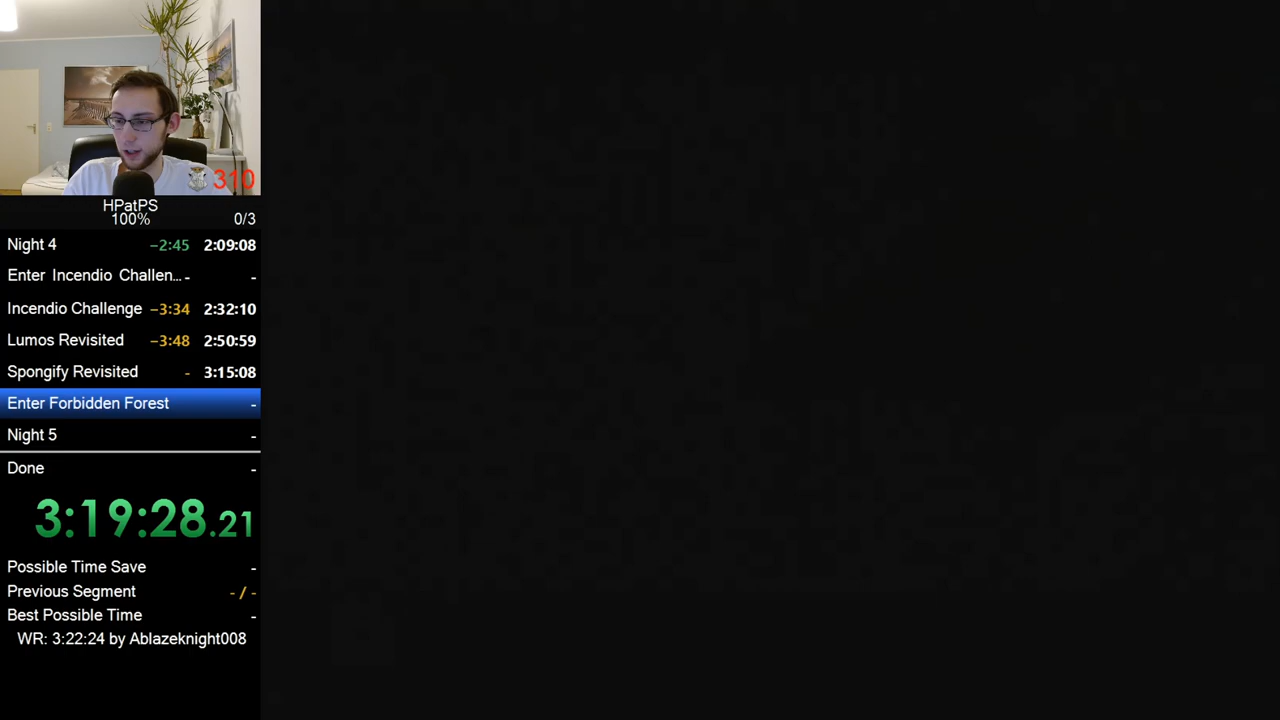 310
HPatPS
100% 0/3
Night 4 -2:45 2:09:08
Enter Incendio Challen... - -
Incendio Challenge -3:34 2:32:10
Lumos Revisited -3:48 2:50:59
Spongify Revisited - 3:15:08
Enter Forbidden Forest -
Night 5 -
Done -
3:19:28.21
Possible Time Save -
Previous Segment - / -
Best Possible Time -
WR: 3:22:24 by Ablazeknight008